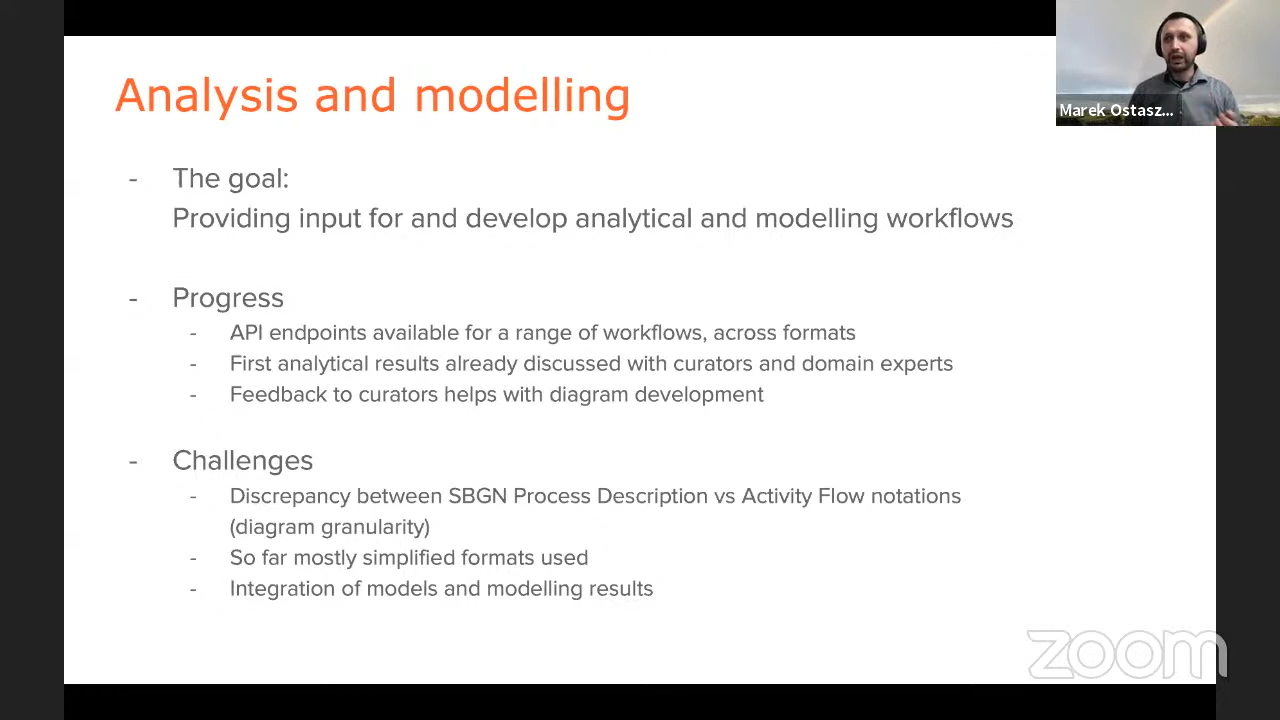 Analysis and modelling
Marek Ostasz...
- The goal:
Providing input for and develop analytical and modelling workflows
- Progress
- API endpoints available for a range of workflows, across formats
- First analytical results already discussed with curators and domain experts
- Feedback to curators helps with diagram development
- Challenges
- Discrepancy between SBGN Process Description vs Activity Flow notations
(diagram granularity)
- So far mostly simplified formats used
- Integration of models and modelling results
zoom